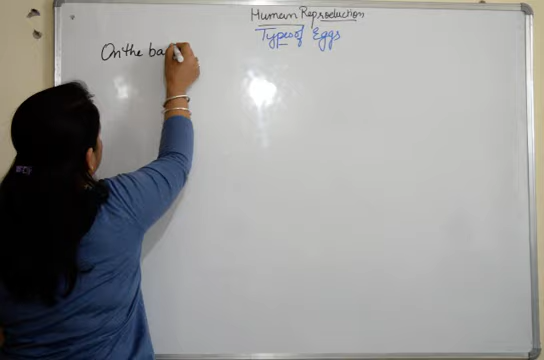 Human Reproduction
Types of Eggs
On the ba